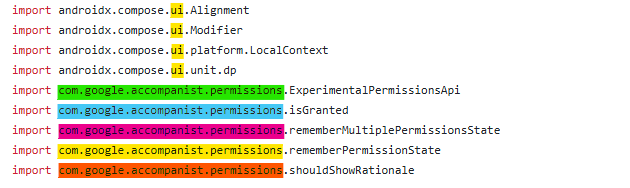 import androidx.compose.ui.Alignment
import androidx.compose.ui.Modifier
import androidx.compose.ui.platform.LocalContext
import androidx.compose.ui.unit.dp
import com.google.accompanist.permissions.ExperimentalPermissionsApi
import com.google.accompanist.permissions.isGranted
import com.google.accompanist.permissions.rememberMultiplePermissionsState
import com.google.accompanist.permissions.rememberPermissionState
import com.google.accompanist.permissions.shouldShowRationale